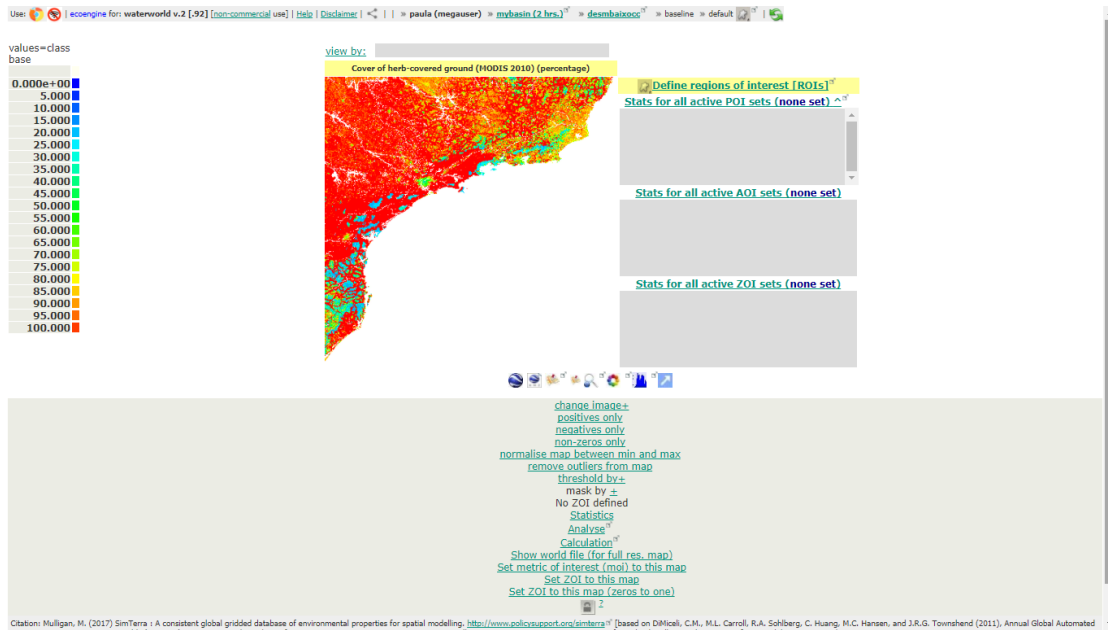 Use: | ecoengine for: waterworld v.2 [.92] [non-commercial use] | Help | Disclaimer | | | » paula (megauser) » mybasin (2 hrs.) » desmbaixocc » baseline » default |
values=class
base
view by:
Cover of herb-covered ground (MODIS 2010) (percentage)
0.000e+00
5.000
10.000
15.000
20.000
25.000
30.000
35.000
40.000
45.000
50.000
55.000
60.000
65.000
70.000
75.000
80.000
85.000
90.000
95.000
100.000
Define regions of interest [ROIs]
Stats for all active POI sets (none set) ^
Stats for all active AOI sets (none set)
Stats for all active ZOI sets (none set)
change image+
positives only
negatives only
non-zeros only
normalise map between min and max
remove outliers from map
threshold by+
mask by +
No ZOI defined
Statistics
Analyse
Calculation
Show world file (for full res. map)
Set metric of interest (moi) to this map
Set ZOI to this map
Set ZOI to this map (zeros to one)
?
Citation: Mulligan, M. (2017) SimTerra : A consistent global gridded database of environmental properties for spatial modelling. http://www.policysupport.org/simterra [based on DiMiceli, C.M., M.L. Carroll, R.A. Sohlberg, C. Huang, M.C. Hansen, and J.R.G. Townshend (2011), Annual Global Automated